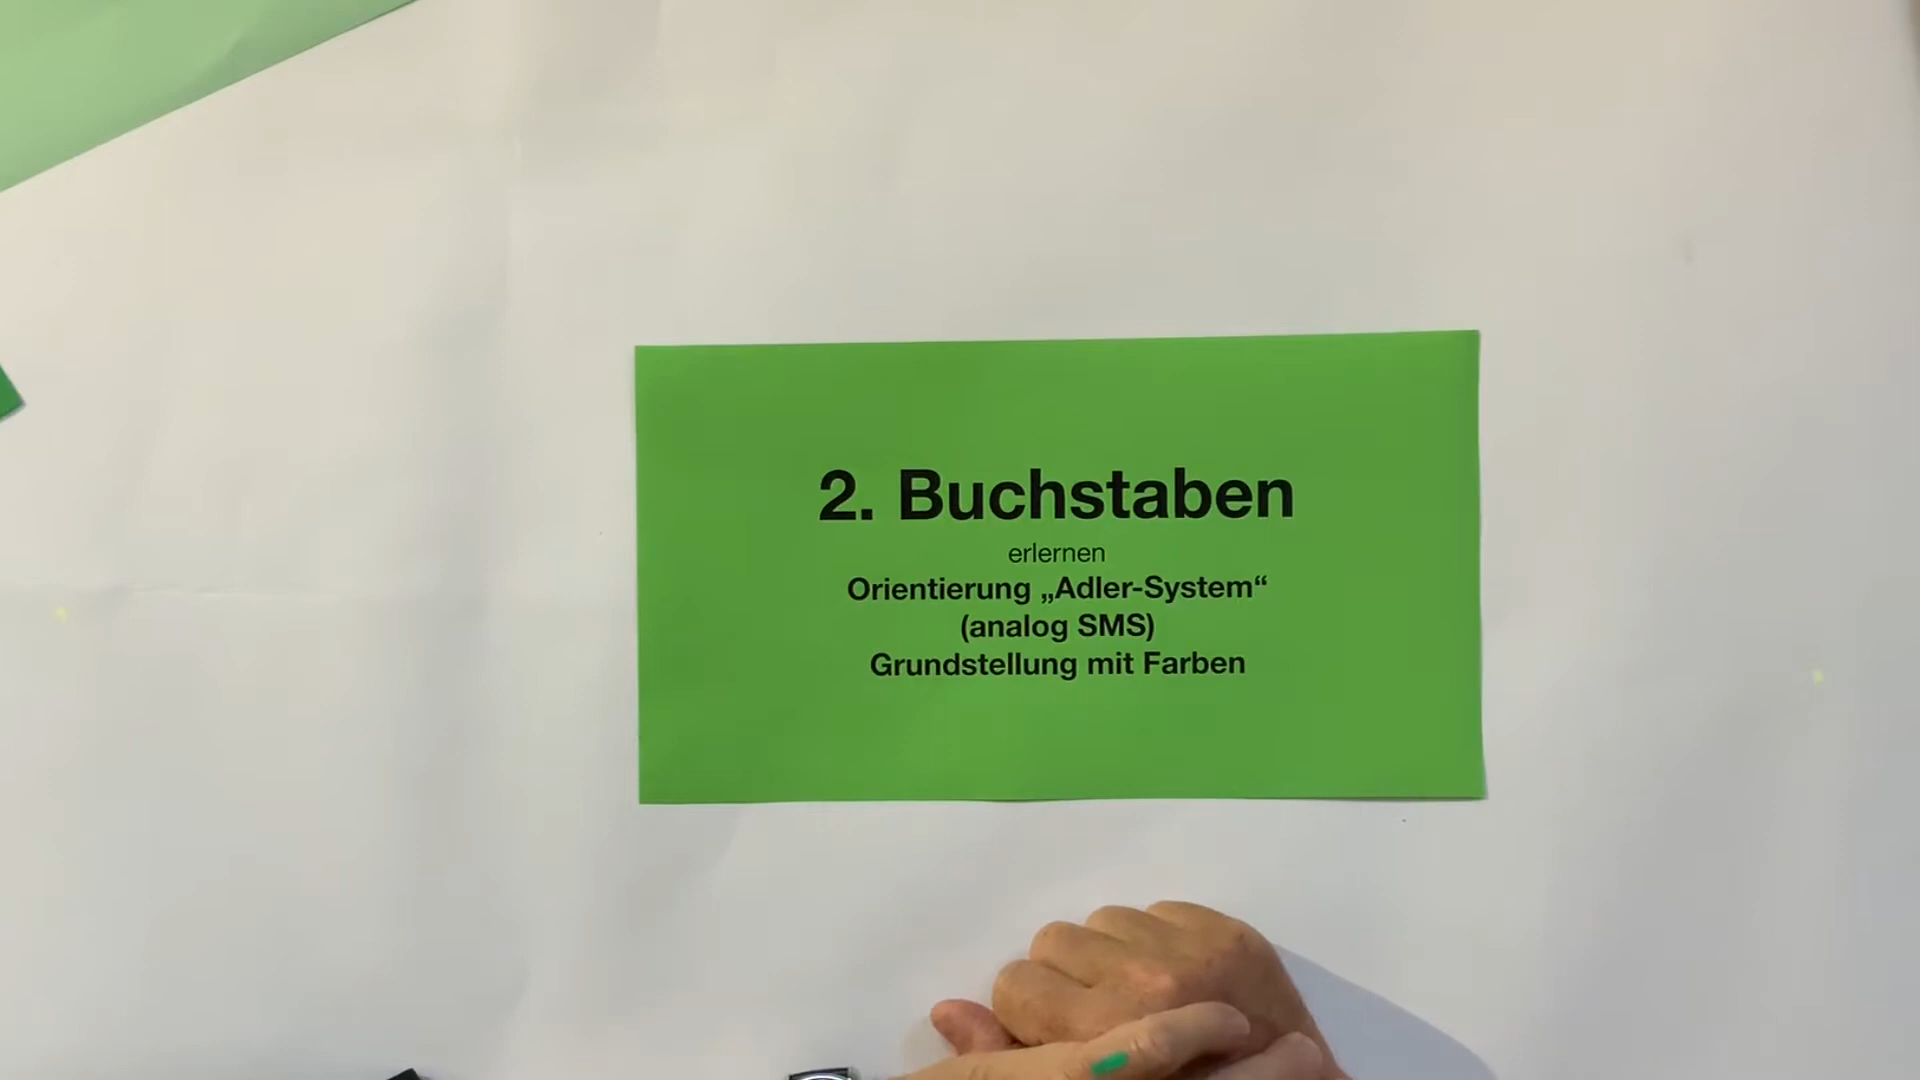 2. Buchstaben
erlernen
Orientierung „Adler-System“
(analog SMS)
Grundstellung mit Farben